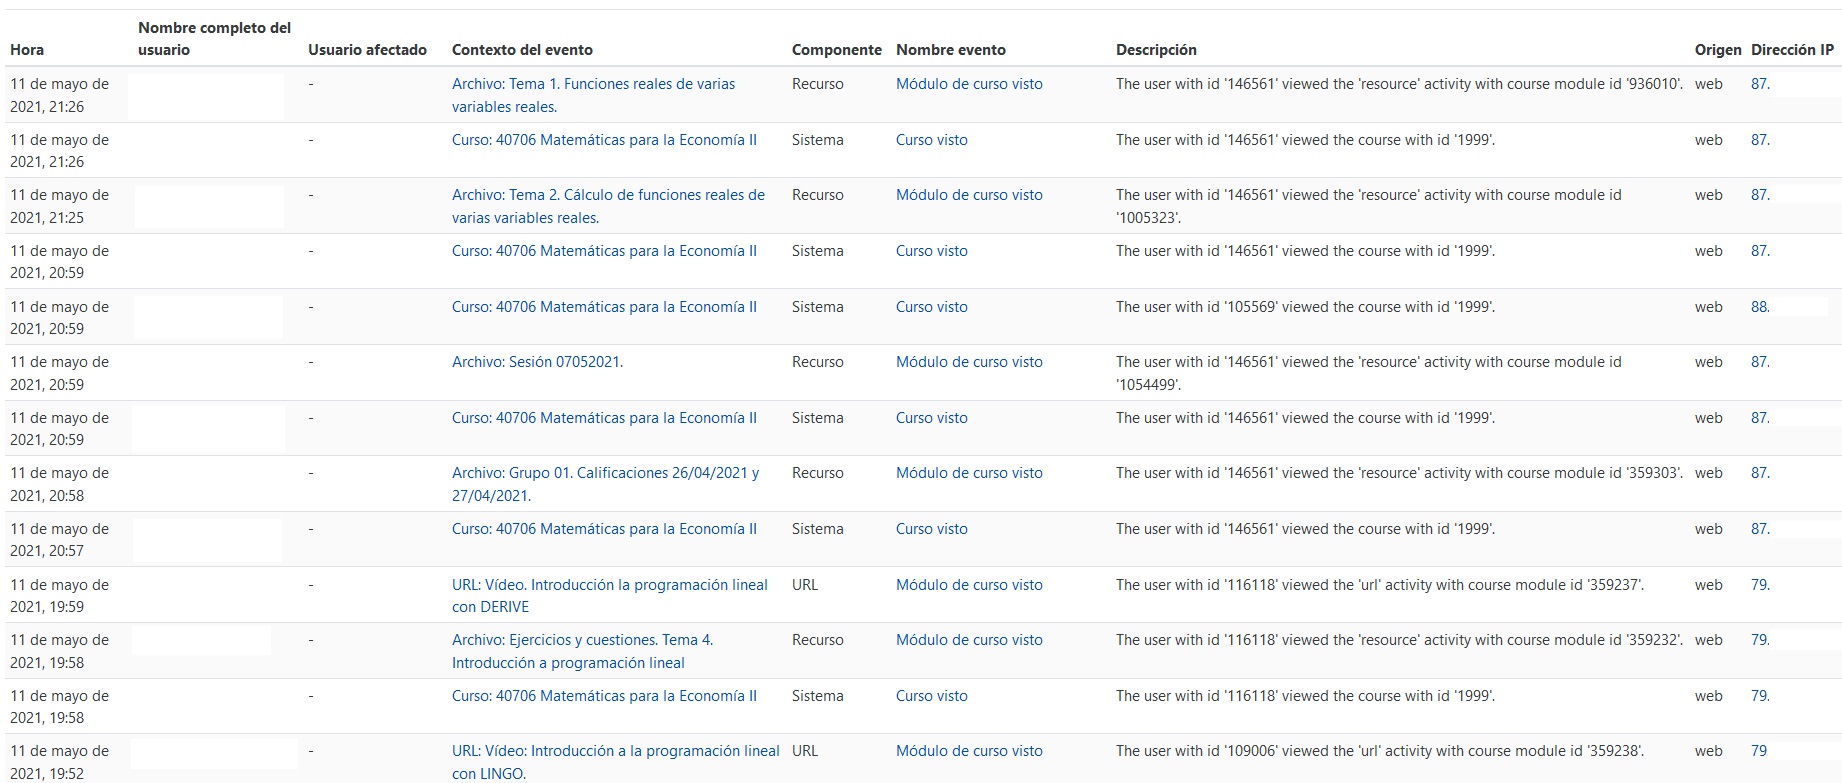 Hora Nombre completo del usuario Usuario afectado Contexto del evento Componente Nombre evento Descripción Origen Dirección IP
11 de mayo de 2021, 21:26 - Archivo: Tema 1. Funciones reales de varias variables reales. Recurso Módulo de curso visto The user with id '146561' viewed the 'resource' activity with course module id '936010'. web 87.
11 de mayo de 2021, 21:26 - Curso: 40706 Matemáticas para la Economía II Sistema Curso visto The user with id '146561' viewed the course with id '1999'. web 87.
11 de mayo de 2021, 21:25 - Archivo: Tema 2. Cálculo de funciones reales de varias variables reales. Recurso Módulo de curso visto The user with id '146561' viewed the 'resource' activity with course module id '1005323'. web 87.
11 de mayo de 2021, 20:59 - Curso: 40706 Matemáticas para la Economía II Sistema Curso visto The user with id '146561' viewed the course with id '1999'. web 87.
11 de mayo de 2021, 20:59 - Curso: 40706 Matemáticas para la Economía II Sistema Curso visto The user with id '105569' viewed the course with id '1999'. web 88.
11 de mayo de 2021, 20:59 - Archivo: Sesión 07052021. Recurso Módulo de curso visto The user with id '146561' viewed the 'resource' activity with course module id '1054499'. web 87.
11 de mayo de 2021, 20:59 - Curso: 40706 Matemáticas para la Economía II Sistema Curso visto The user with id '146561' viewed the course with id '1999'. web 87.
11 de mayo de 2021, 20:58 - Archivo: Grupo 01. Calificaciones 26/04/2021 y 27/04/2021. Recurso Módulo de curso visto The user with id '146561' viewed the 'resource' activity with course module id '359303'. web 87.
11 de mayo de 2021, 20:57 - Curso: 40706 Matemáticas para la Economía II Sistema Curso visto The user with id '146561' viewed the course with id '1999'. web 87.
11 de mayo de 2021, 19:59 - URL: Vídeo. Introducción la programación lineal con DERIVE URL Módulo de curso visto The user with id '116118' viewed the 'url' activity with course module id '359237'. web 79.
11 de mayo de 2021, 19:58 - Archivo: Ejercicios y cuestiones. Tema 4. Introducción a programación lineal Recurso Módulo de curso visto The user with id '116118' viewed the 'resource' activity with course module id '359232'. web 79.
11 de mayo de 2021, 19:58 - Curso: 40706 Matemáticas para la Economía II Sistema Curso visto The user with id '116118' viewed the course with id '1999'. web 79.
11 de mayo de 2021, 19:52 - URL: Vídeo: Introducción a la programación lineal con LINGO. URL Módulo de curso visto The user with id '109006' viewed the 'url' activity with course module id '359238'. web 79